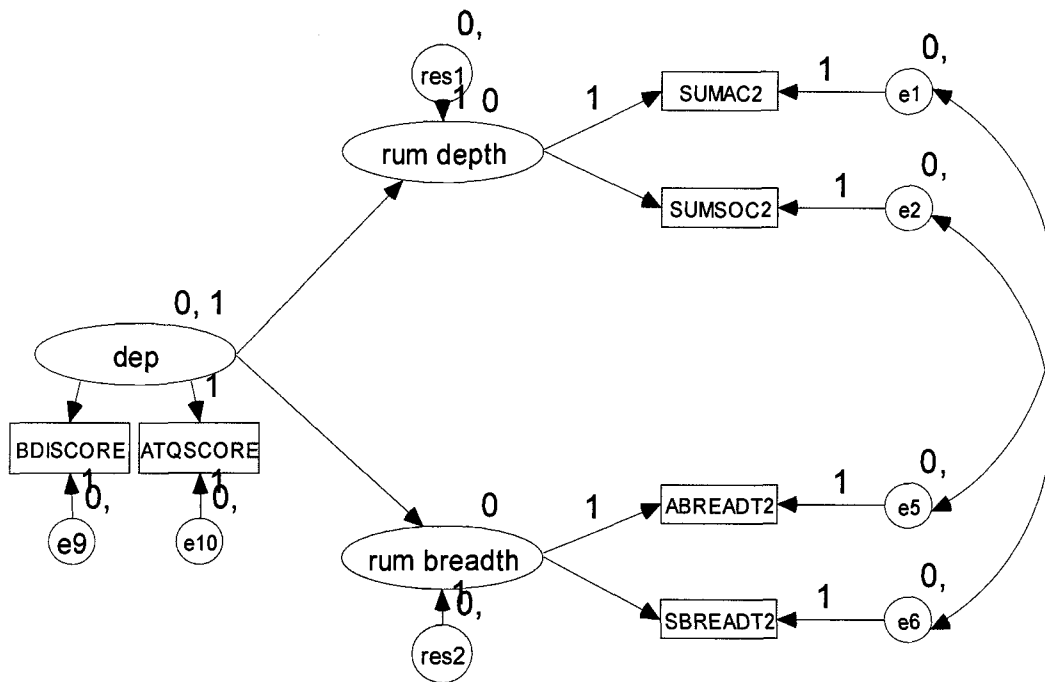 0,
res1
1 0
rum depth
1
SUMAC2
1
0,
e1
SUMSOC2
1
0,
e2
0, 1
dep
1
BDISCORE
ATQSCORE
1
0,
e9
1
0,
e10
0
rum breadth
1
0,
res2
1
ABREADT2
1
0,
e5
SBREADT2
1
0,
e6